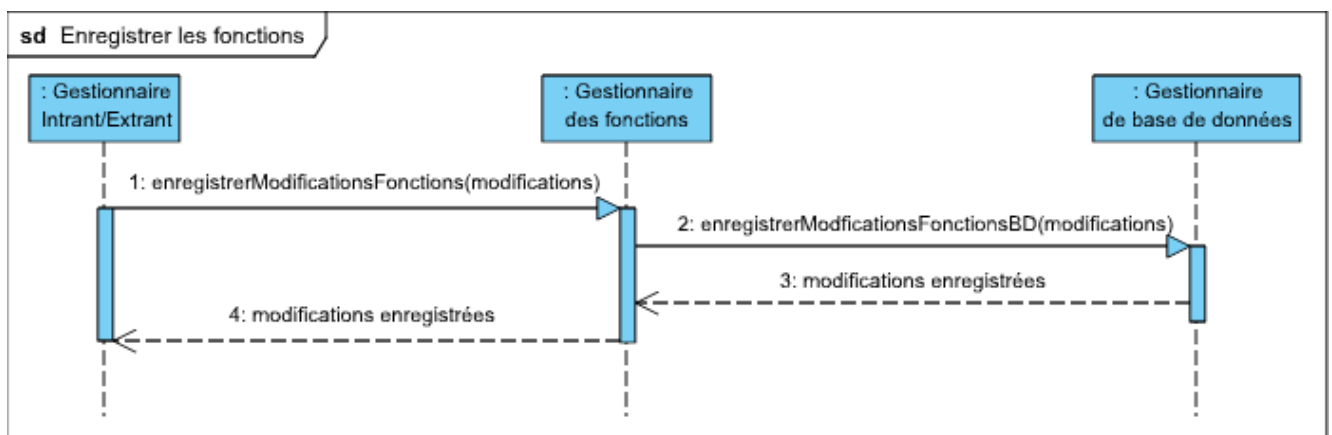 sd Enregistrer les fonctions
: Gestionnaire
Intrant/Extrant
: Gestionnaire
des fonctions
: Gestionnaire
de base de données
1: enregistrerModificationsFonctions(modifications)
2: enregistrerModficationsFonctionsBD(modifications)
3: modifications enregistrées
4: modifications enregistrées